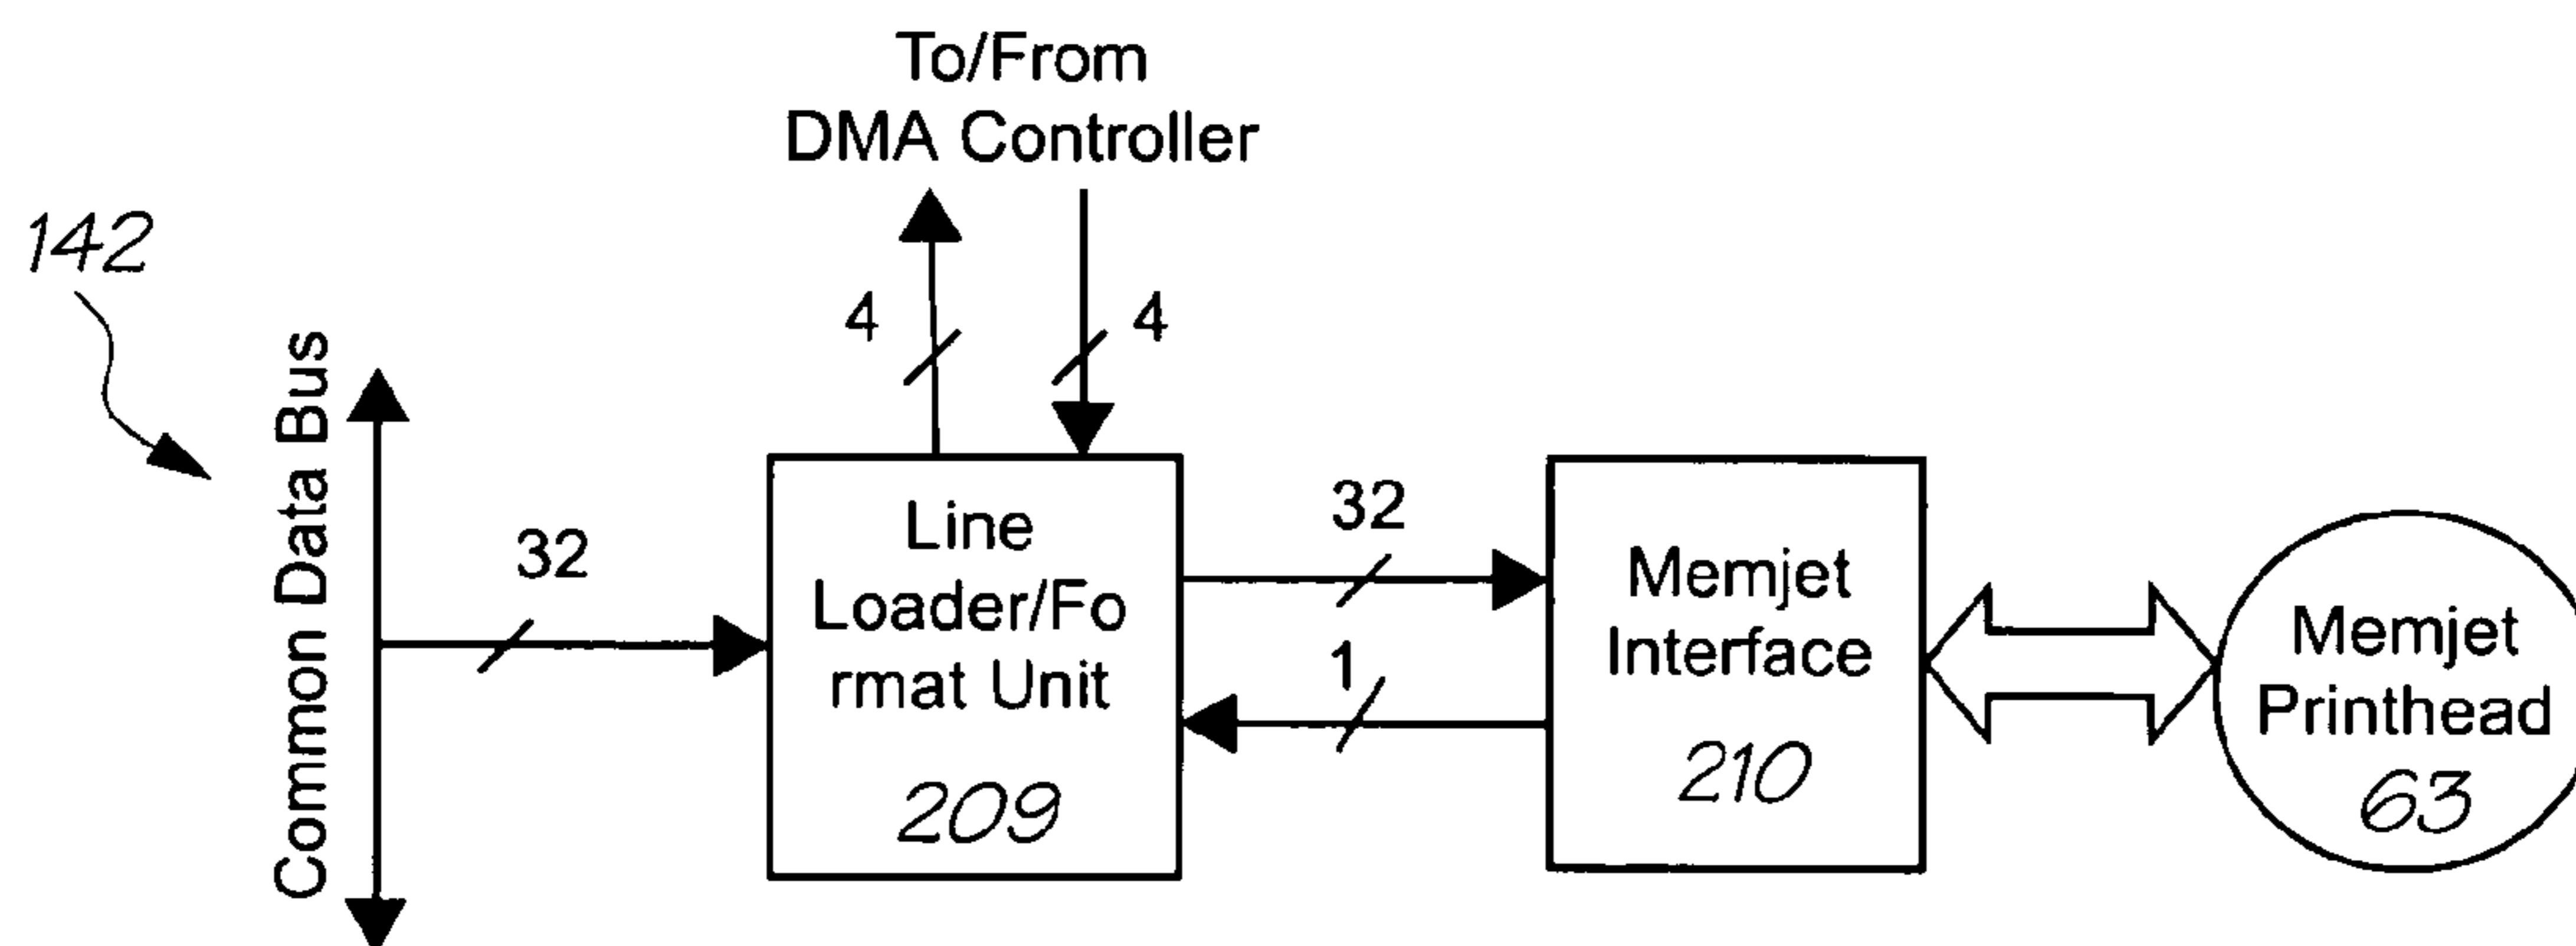 To/From
DMA Controller
142
4
4
Common Data Bus
32
Line
Loader/Fo
rmat Unit
209
32
1
Memjet
Interface
210
Memjet
Printhead
63